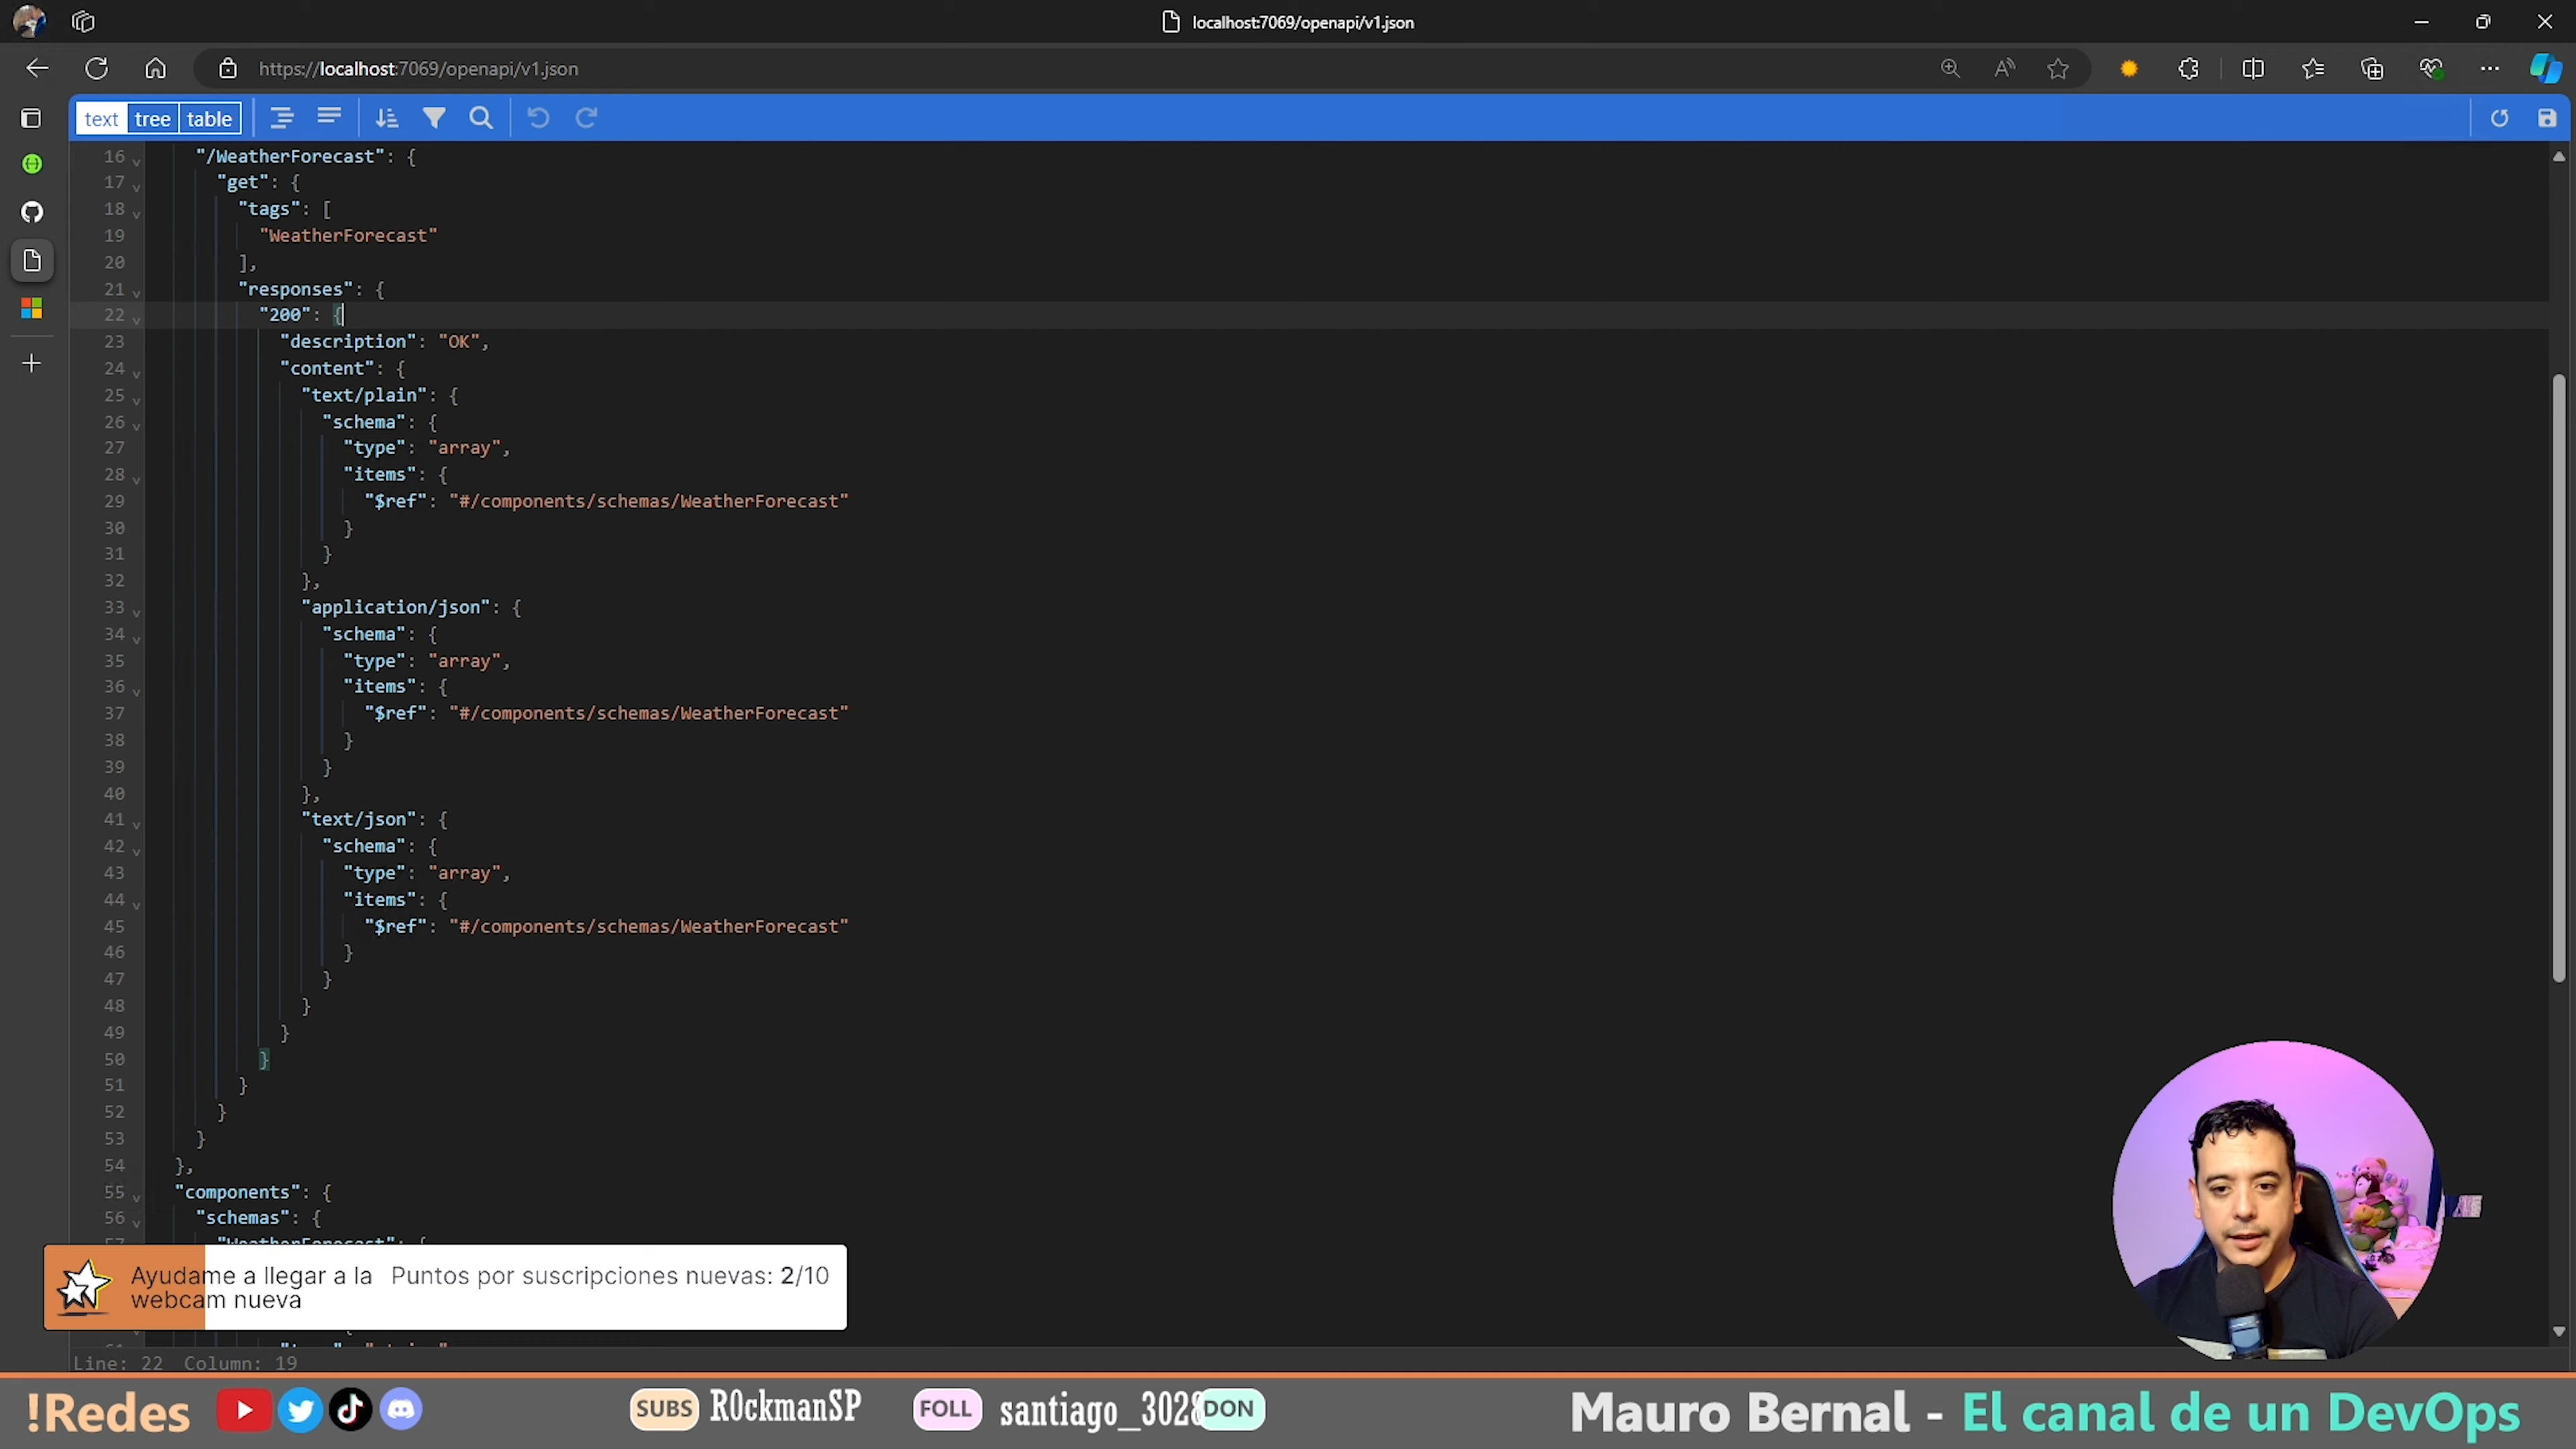 localhost:7069/openapi/v1.json
https://localhost:7069/openapi/v1.json
text tree table
16 "/WeatherForecast": {
17 "get": {
18 "tags": [
19 "WeatherForecast"
20 ],
21 "responses": {
22 "200": {
23 "description": "OK",
24 "content": {
25 "text/plain": {
26 "schema": {
27 "type": "array",
28 "items": {
29 "$ref": "#/components/schemas/WeatherForecast"
30 }
31 }
32 },
33 "application/json": {
34 "schema": {
35 "type": "array",
36 "items": {
37 "$ref": "#/components/schemas/WeatherForecast"
38 }
39 }
40 },
41 "text/json": {
42 "schema": {
43 "type": "array",
44 "items": {
45 "$ref": "#/components/schemas/WeatherForecast"
46 }
47 }
48 }
49 }
50 }
51 }
52 }
53 }
54 },
55 "components": {
56 "schemas": {
57 "WeatherForecast": {
Ayudame a llegar a la webcam nueva
Puntos por suscripciones nuevas: 2/10
Line: 22 Column: 19
!Redes
SUBS R0ckmanSP FOLL santiago_3028 DON
Mauro Bernal - El canal de un DevOps